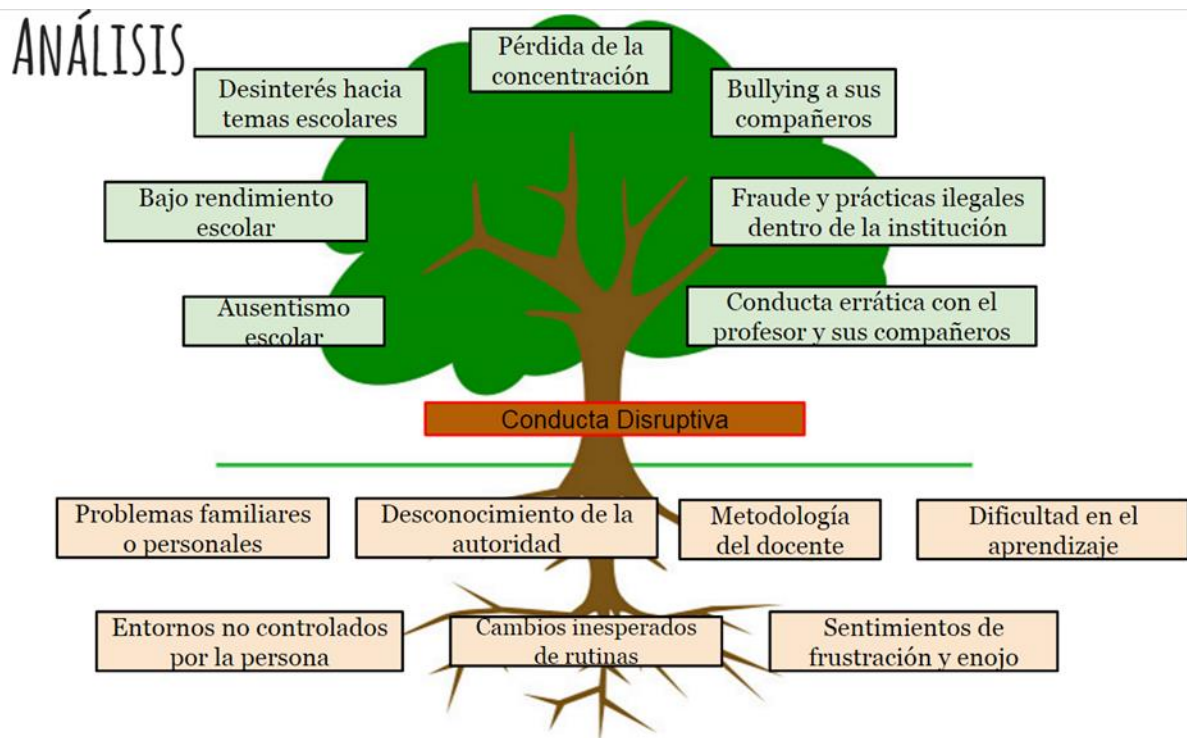 ANÁLISIS
Pérdida de la
concentración
Desinterés hacia
temas escolares
Bullying a sus
compañeros
Bajo rendimiento
escolar
Fraude y prácticas ilegales
dentro de la institución
Ausentismo
escolar
Conducta errática con el
profesor y sus compañeros
Conducta Disruptiva
Problemas familiares
o personales
Desconocimiento de la
autoridad
Metodología
del docente
Dificultad en el
aprendizaje
Entornos no controlados
por la persona
Cambios inesperados
de rutinas
Sentimientos de
frustración y enojo